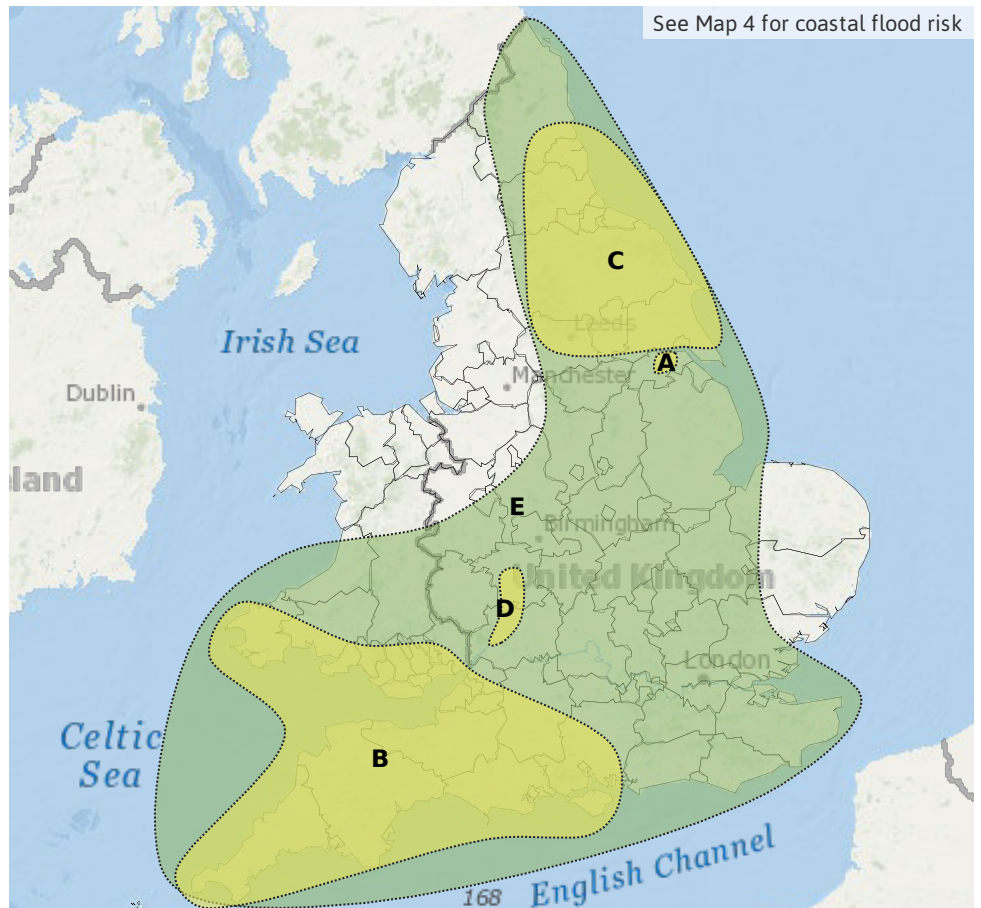 See Map 4 for coastal flood risk
C
Leeds
A
Irish Sea
Manchester
Dublin
land
E
Birmingham
United Kingdom
D
London
Celtic
Sea
B
English Channel
168